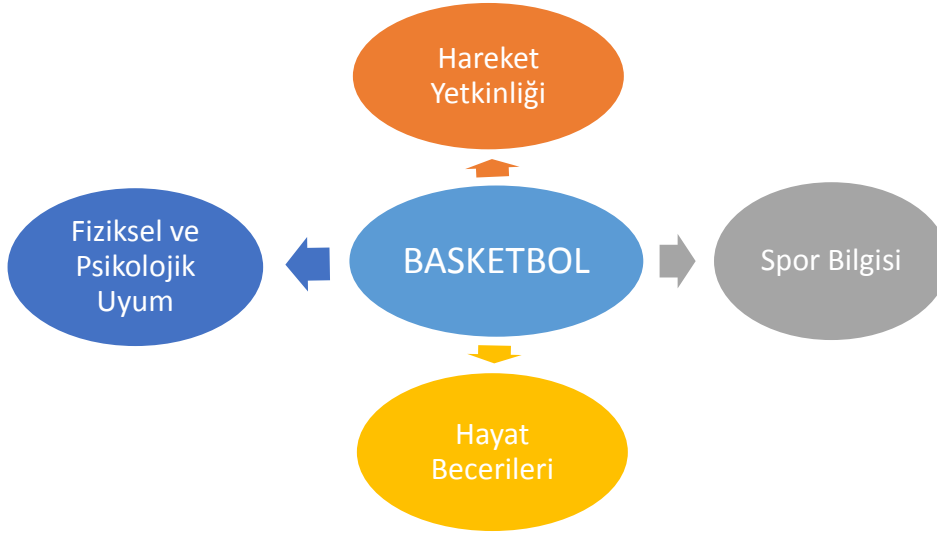 Hareket
Yetkinliği
Fiziksel ve
Psikolojik
Uyum
BASKETBOL
Spor Bilgisi
Hayat
Becerileri